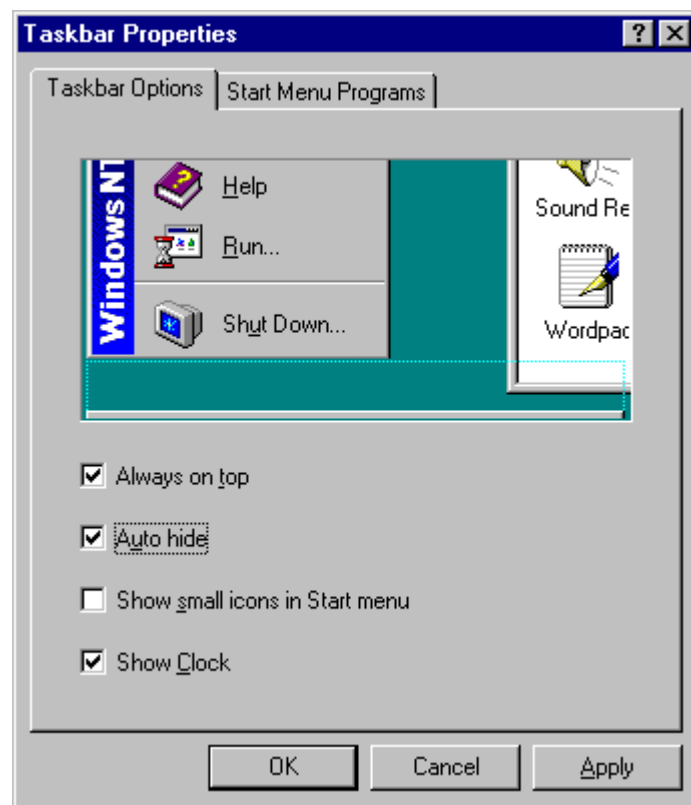 Taskbar Properties
Taskbar Options
Start Menu Programs
Windows NT
Help
Run...
Shut Down...
Sound Re
Wordpad
Always on top
Auto hide
Show small icons in Start menu
Show Clock
OK
Cancel
Apply